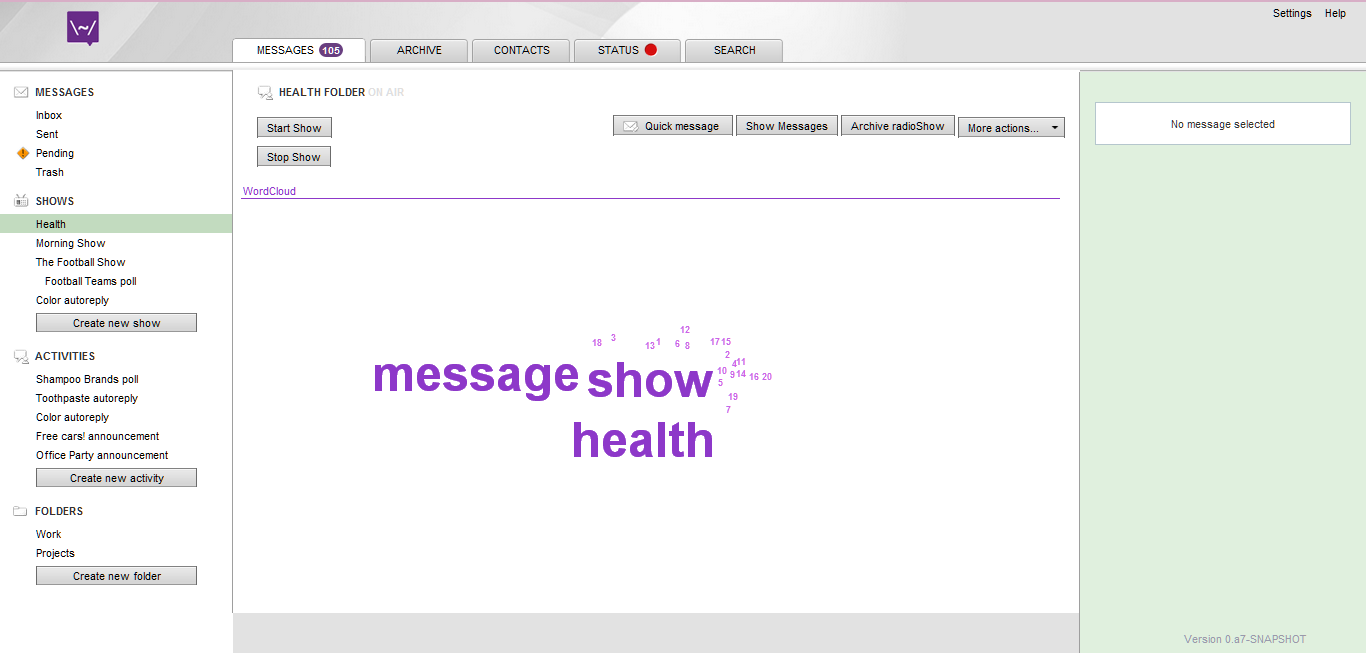 Settings Help
\~/
MESSAGES 105 ARCHIVE CONTACTS STATUS SEARCH
MESSAGES
Inbox
Sent
Pending
Trash
SHOWS
Health
Morning Show
The Football Show
Football Teams poll
Color autoreply
Create new show
ACTIVITIES
Shampoo Brands poll
Toothpaste autoreply
Color autoreply
Free cars! announcement
Office Party announcement
Create new activity
FOLDERS
Work
Projects
Create new folder
HEALTH FOLDER ON AIR
Start Show
Quick message Show Messages Archive radioShow More actions...
Stop Show
WordCloud
12
18 3 13 1 6 8 17 15
2
4 11
message show 10 9 14 16 20
5
19
7
health
No message selected
Version 0.a7-SNAPSHOT